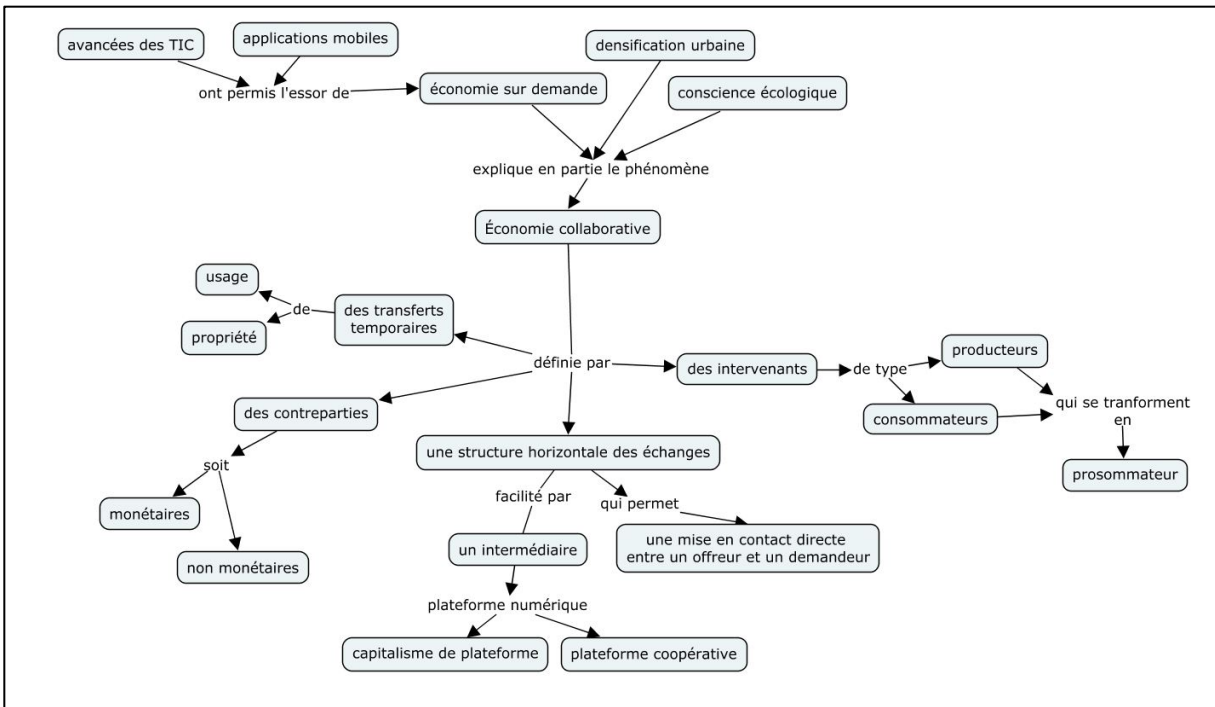 avancées des TIC
applications mobiles
densification urbaine
ont permis l'essor de
économie sur demande
conscience écologique
explique en partie le phénomène
Économie collaborative
usage
de
propriété
des transferts
temporaires
définie par
des intervenants
de type
producteurs
consommateurs
qui se tranforment
en
prosommateur
des contreparties
soit
monétaires
non monétaires
une structure horizontale des échanges
facilité par
qui permet
un intermédiaire
une mise en contact directe
entre un offreur et un demandeur
plateforme numérique
capitalisme de plateforme
plateforme coopérative